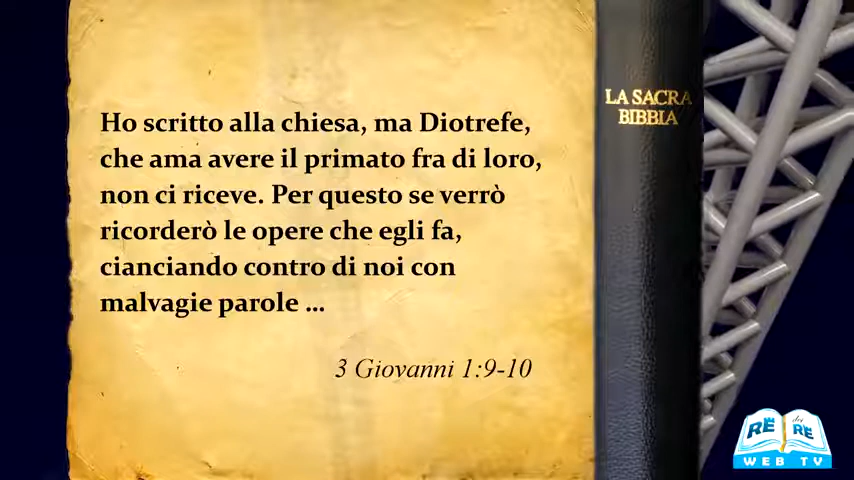 Ho scritto alla chiesa, ma Diotrefe,
che ama avere il primato fra di loro,
non ci riceve. Per questo se verrò
ricorderò le opere che egli fa,
cianciando contro di noi con
malvagie parole ...
3 Giovanni 1:9-10
LA SACRA
BIBBIA
RE dei RE
WEB TV